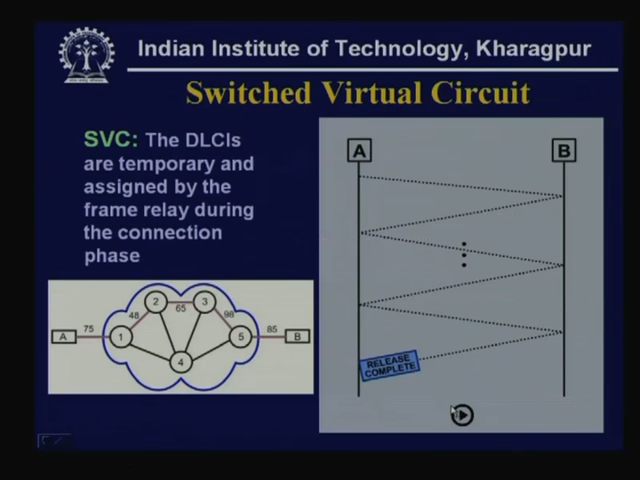 Indian Institute of Technology, Kharagpur
Switched Virtual Circuit
SVC: The DLCIs
are temporary and
assigned by the
frame relay during
the connection
phase
A
B
RELEASE
COMPLETE
A
75
1
48
2
65
3
98
4
5
85
B